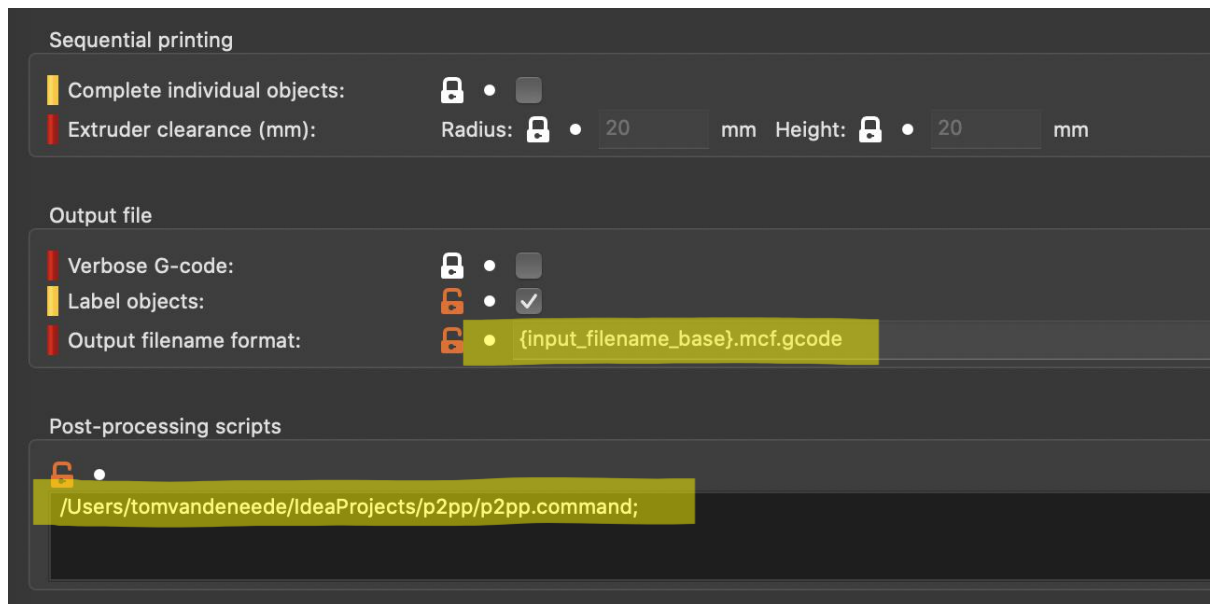 Sequential printing
Complete individual objects:
Extruder clearance (mm): Radius: 20 mm Height: 20 mm
Output file
Verbose G-code:
Label objects:
Output filename format: {input_filename_base}.mcf.gcode
Post-processing scripts
/Users/tomvandeneede/IdeaProjects/p2pp/p2pp.command;